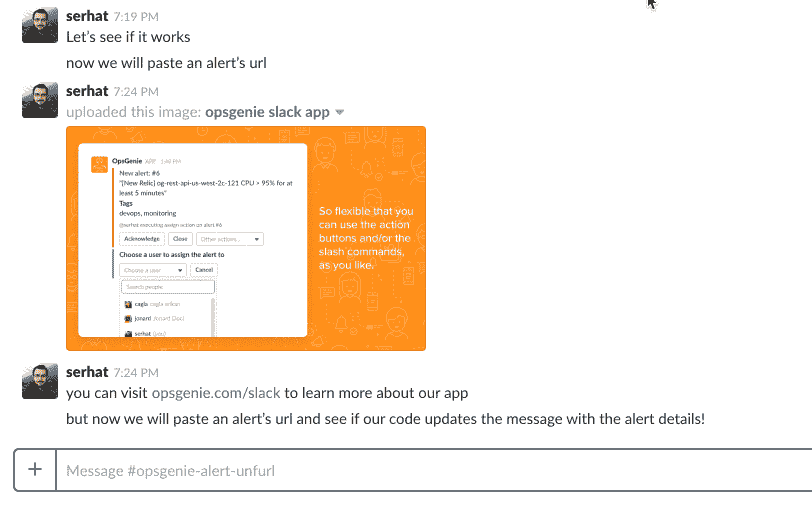 serhat 7:19 PM
Let's see if it works
now we will paste an alert's url
serhat 7:24 PM
uploaded this image: opsgenie slack app
OpsGenie APP 1:48 PM
New alert: #6
"[New Relic] og-rest-api-us-west-2c-121 CPU > 95% for at
least 5 minutes"
Tags
devops, monitoring
@serhat executing assign action on alert #6
Acknowledge Close Other actions...
Choose a user to assign the alert to
Choose a user Cancel
Search people
cagla
jonard
serhat (you)
So flexible that you
can use the action
buttons and/or the
slash commands,
as you like.
serhat 7:24 PM
you can visit opsgenie.com/slack to learn more about our app
but now we will paste an alert's url and see if our code updates the message with the alert details!
+ Message #opsgenie-alert-unfurl